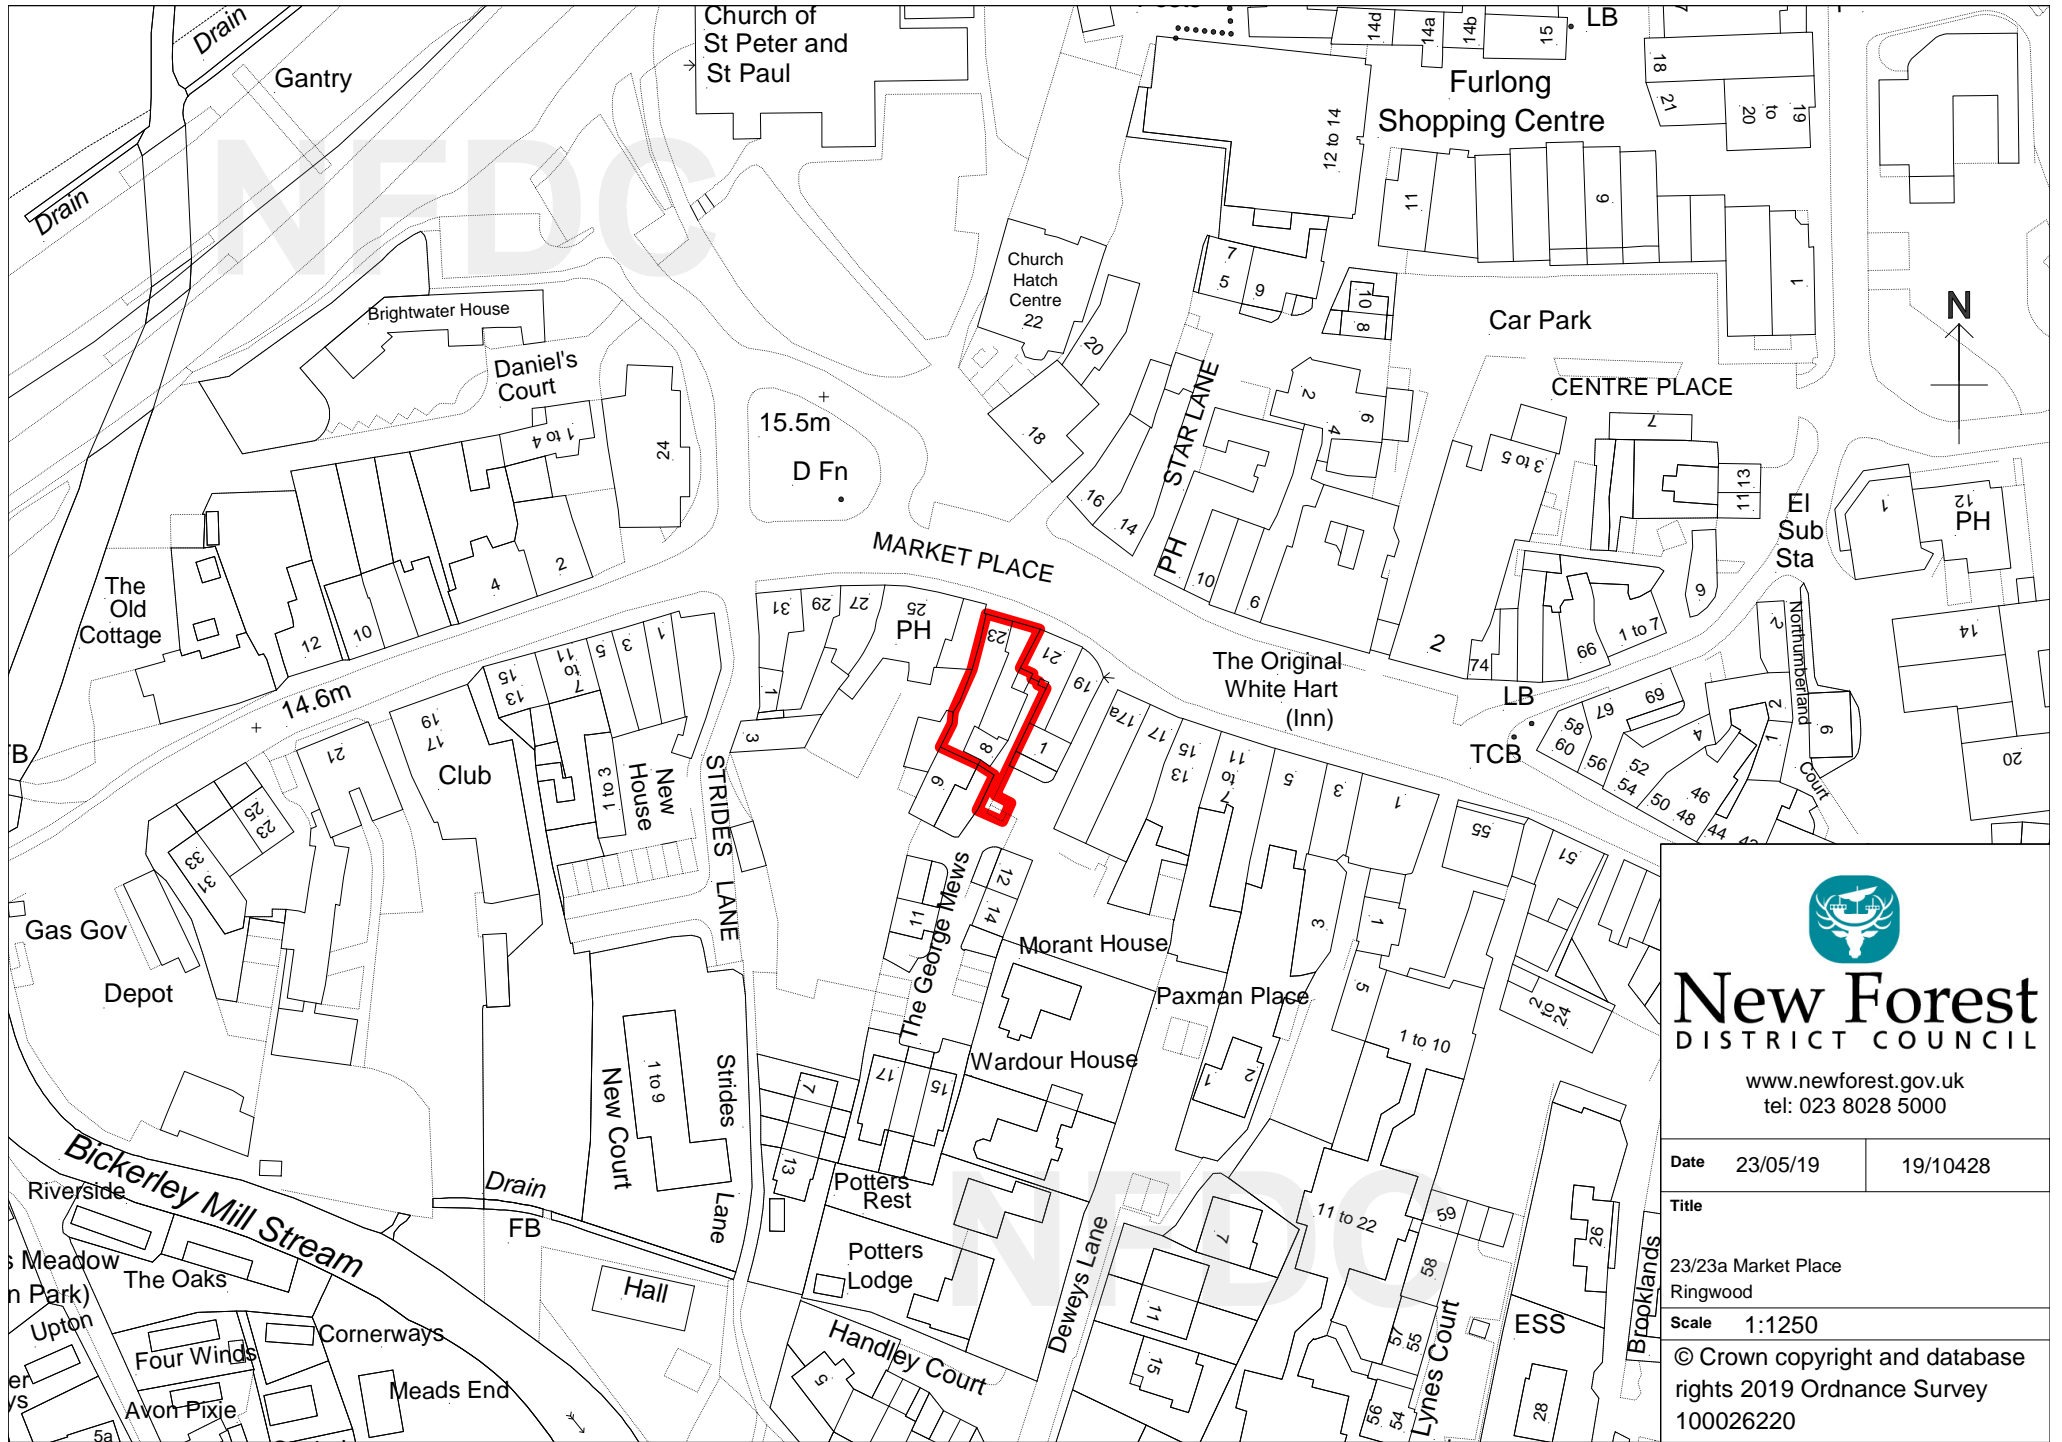 Drain
Gantry
Drain
Church of
St Peter and
St Paul
14d
14a
14b
15
LB
Furlong
Shopping Centre
12 to 14
18
21
20
to
19
11
9
1
NFDC
Brightwater House
Daniel's
Court
1 to 4
24
Church
Hatch
Centre
22
20
18
7
5
9
10
8
Car Park
N
CENTRE PLACE
7
STAR LANE
2
4
6
3 to 5
13
11
15.5m
D Fn
16
14
MARKET PLACE
PH
10
6
El
Sub
Sta
1
12
PH
The
Old
Cottage
12
10
4
2
31
29
27
25
PH
23
21
19
2
74
66
1 to 7
9
2
Northumberland
Court
14
20
14.6m
The Original
White Hart
(Inn)
LB
TCB
58
60
67
69
56
54
52
50
48
46
44
4
2
1
6
15
13
11
to
7
5
3
1
1
3
19
17
Club
21
1 to 3
New
House
STRIDES LANE
6
8
1
17a
17
15
13
11
to
7
5
3
1
55
51
25
23
33
31
Gas Gov
Depot
11
The George Mews
12
14
Morant House
Wardour House
Paxman Place
3
1
5
1 to 10
2
to
24
1
2
1 to 9
New Court
Strides
Lane
7
13
17
15
Potters
Rest
Potters
Lodge
Bickerley Mill Stream
Drain
FB
Riverside
The Oaks
Meadow
Park)
Upton
Four Winds
Avon Pixie
Cornerways
Meads End
5a
Hall
Handley Court
5
Deweys Lane
NFDC
7
11
15
11 to 22
59
58
57
55
56
54
Lynes Court
26
ESS
28
Brooklands
New Forest
DISTRICT COUNCIL
www.newforest.gov.uk
tel: 023 8028 5000
Date 23/05/19 19/10428
Title
23/23a Market Place
Ringwood
Scale 1:1250
© Crown copyright and database
rights 2019 Ordnance Survey
100026220